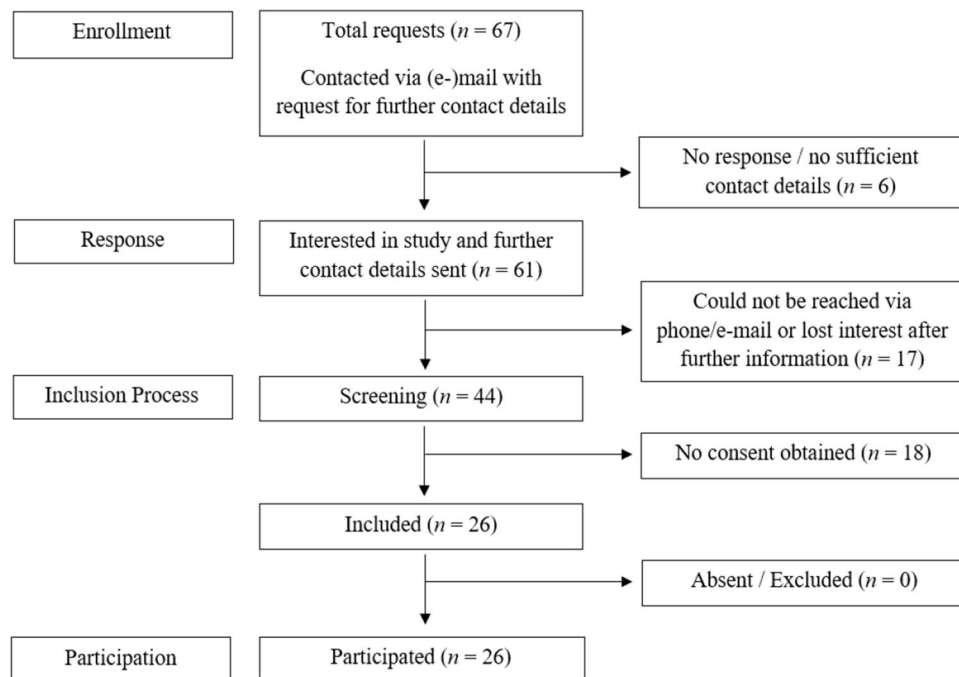 Enrollment
Total requests (n = 67)
Contacted via (e-)mail with
request for further contact details
No response / no sufficient
contact details (n = 6)
Response
Interested in study and further
contact details sent (n = 61)
Could not be reached via
phone/e-mail or lost interest after
further information (n = 17)
Inclusion Process
Screening (n = 44)
No consent obtained (n = 18)
Included (n = 26)
Absent / Excluded (n = 0)
Participation
Participated (n = 26)